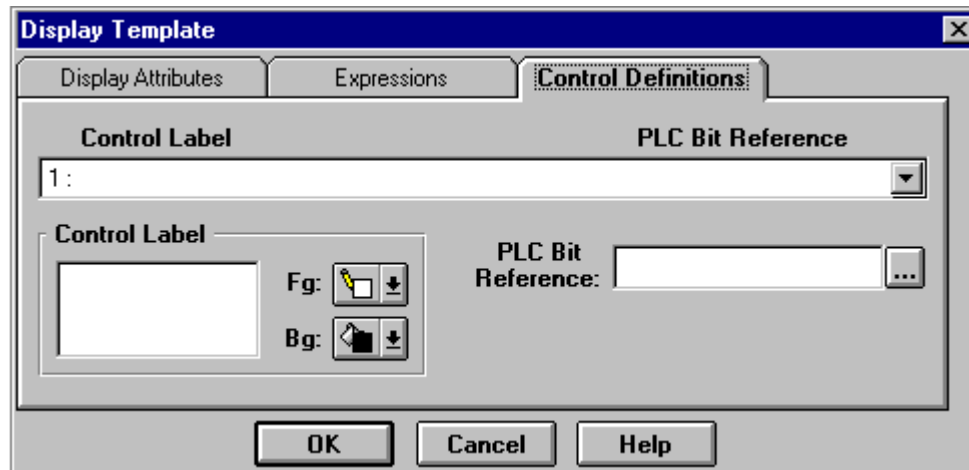 Display Template
Display Attributes Expressions Control Definitions
Control Label PLC Bit Reference
1 :
Control Label
Fg:
Bg:
PLC Bit
Reference:
...
OK Cancel Help